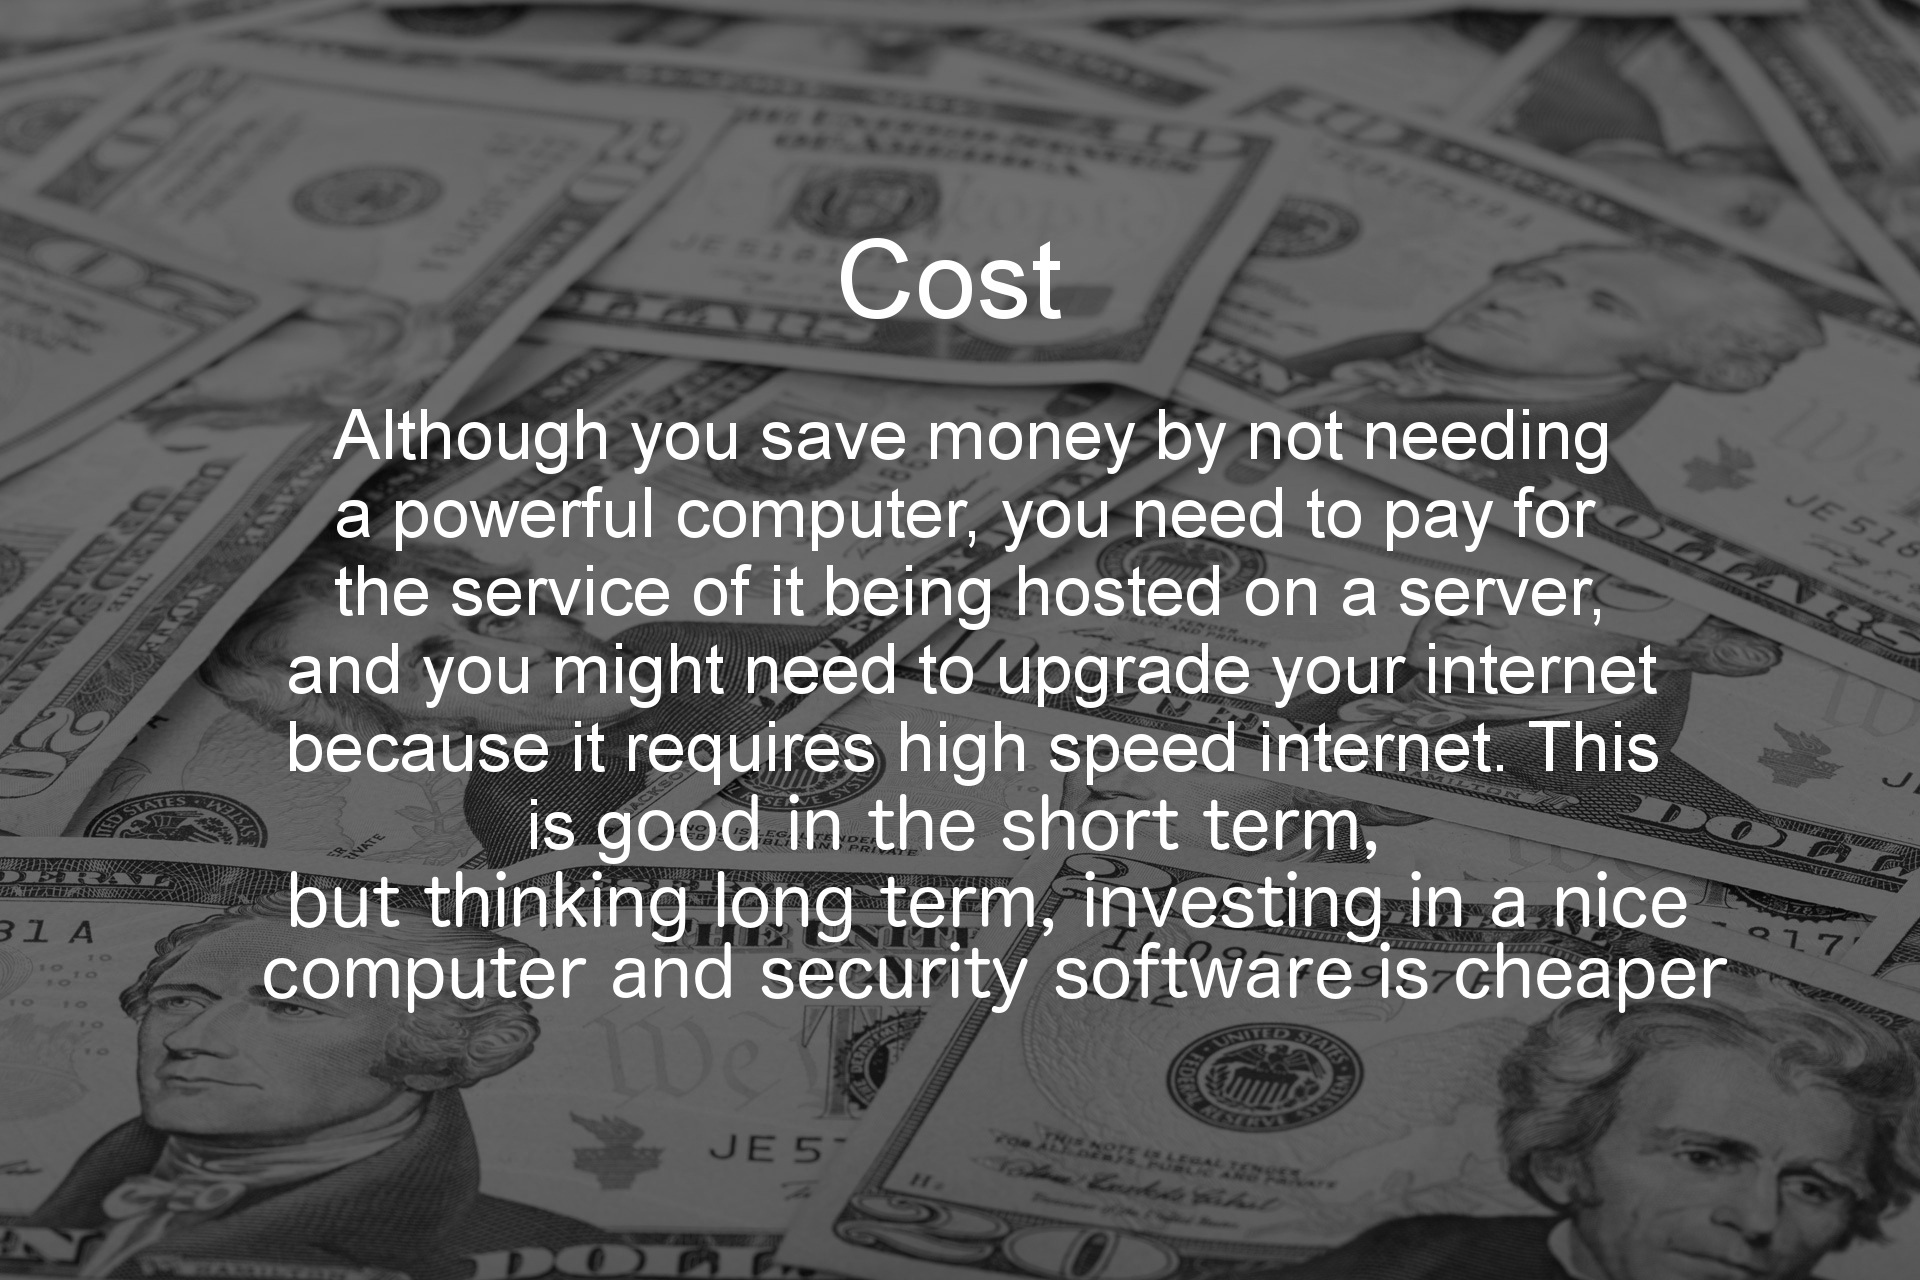 Cost
Although you save money by not needing
a powerful computer, you need to pay for
the service of it being hosted on a server,
and you might need to upgrade your internet
because it requires high speed internet. This
is good in the short term,
but thinking long term, investing in a nice
computer and security software is cheaper